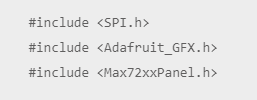 #include <SPI.h>
#include <Adafruit_GFX.h>
#include <Max72xxPanel.h>